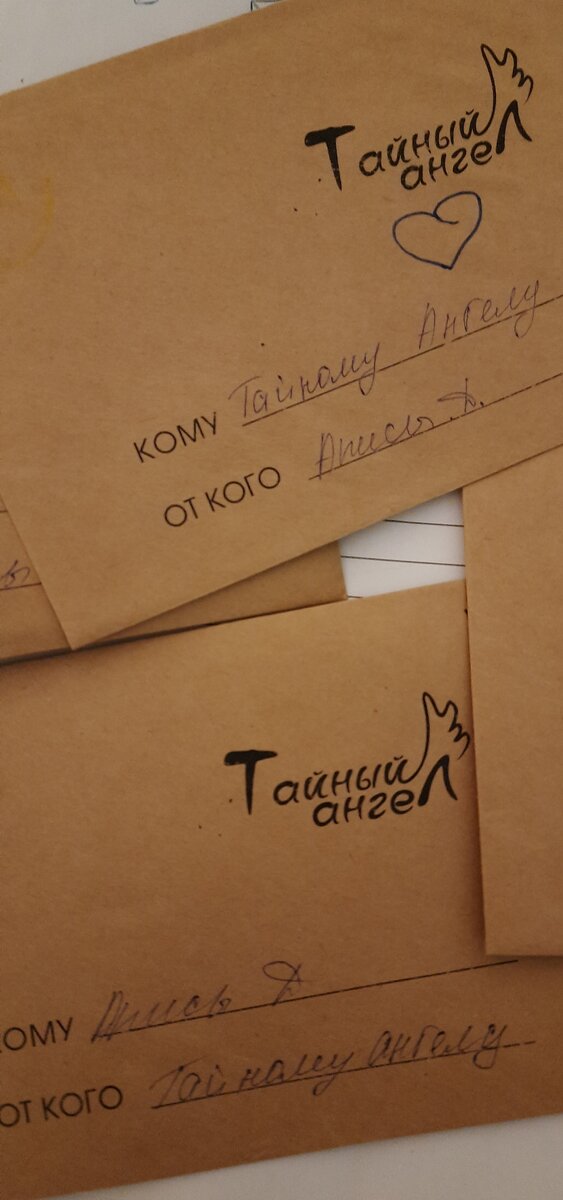 Тайный
ангел
КОМУ Тайному Ангелу
ОТ КОГО Д.
Тайный
ангел
КОМУ Д
ОТ КОГО Тайному ангелу